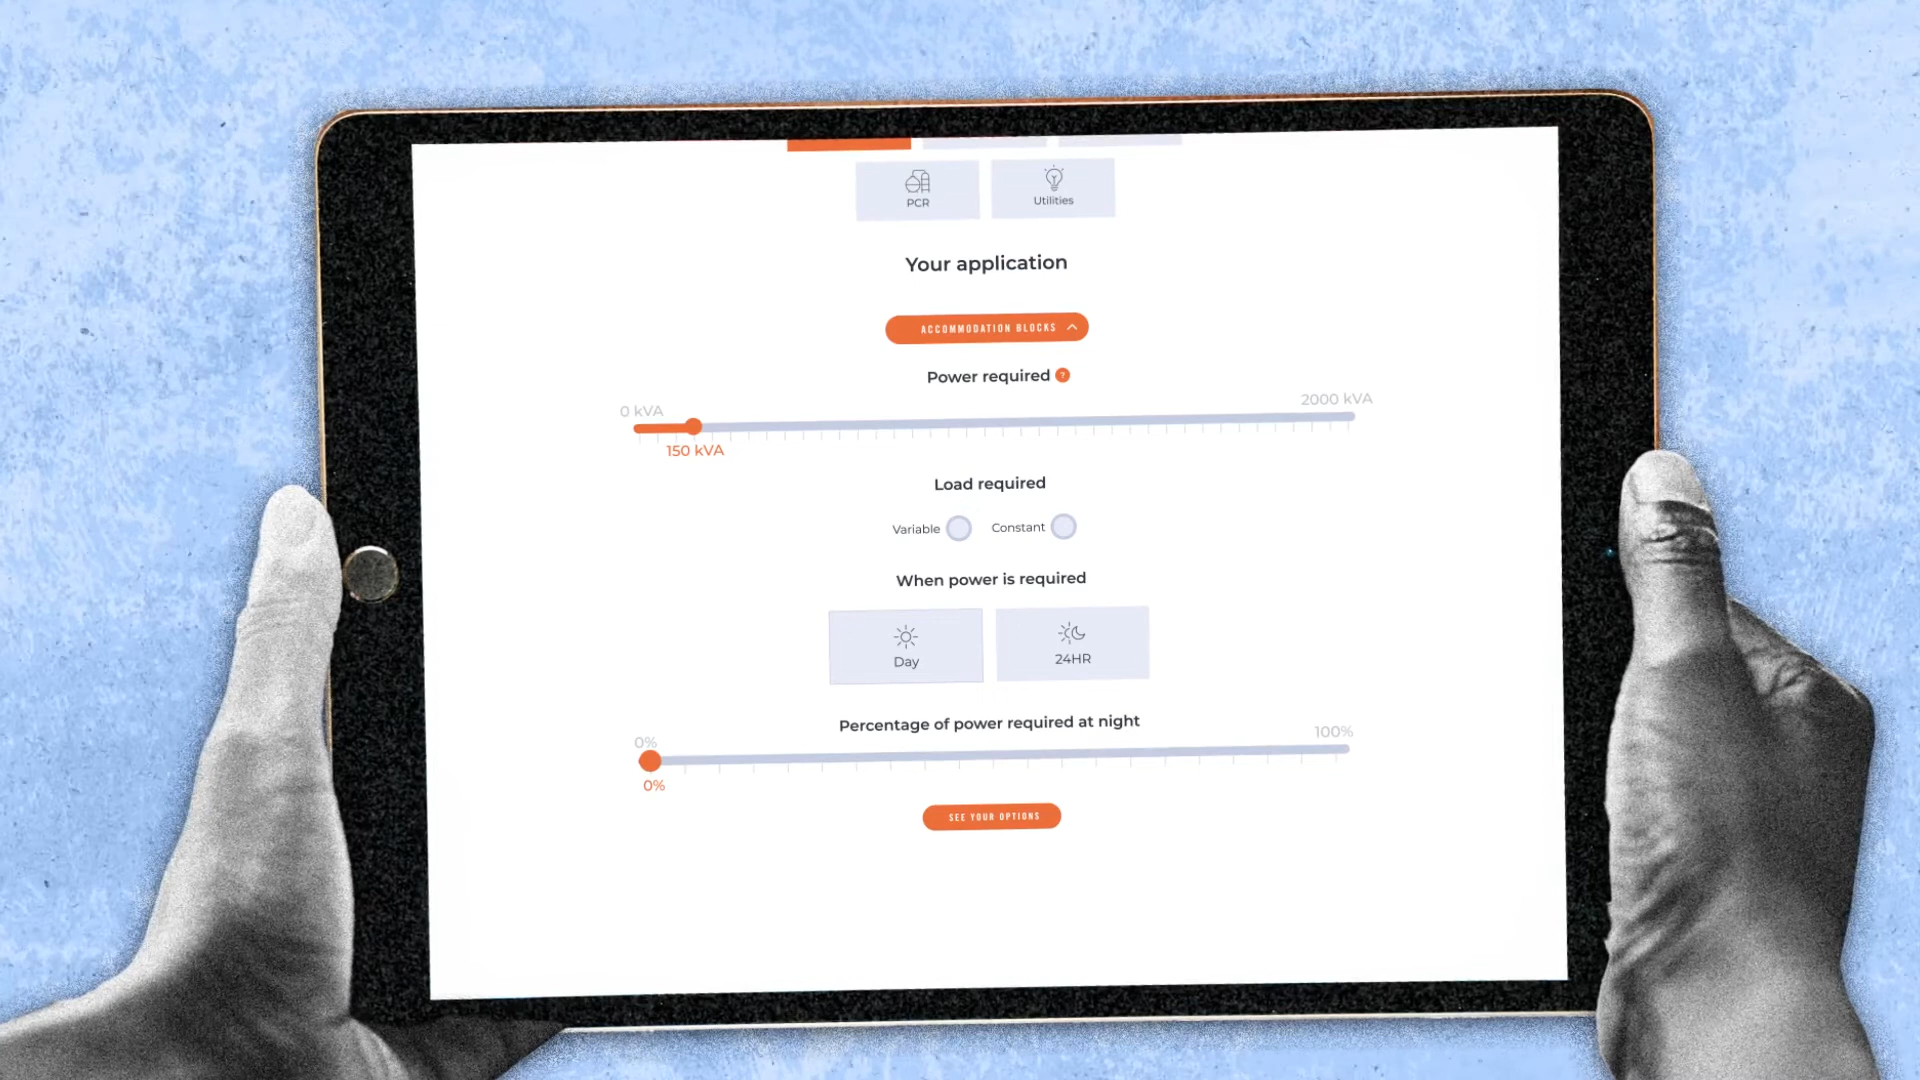 PCR
Utilities
Your application
ACCOMMODATION BLOCKS
Power required ?
0 kVA
2000 kVA
150 kVA
Load required
Variable
Constant
When power is required
Day
24HR
Percentage of power required at night
0%
100%
0%
SEE YOUR OPTIONS